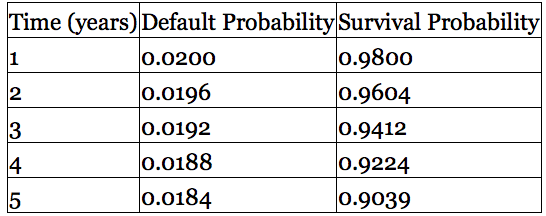 Time (years) Default Probability Survival Probability
1 0.0200 0.9800
2 0.0196 0.9604
3 0.0192 0.9412
4 0.0188 0.9224
5 0.0184 0.9039